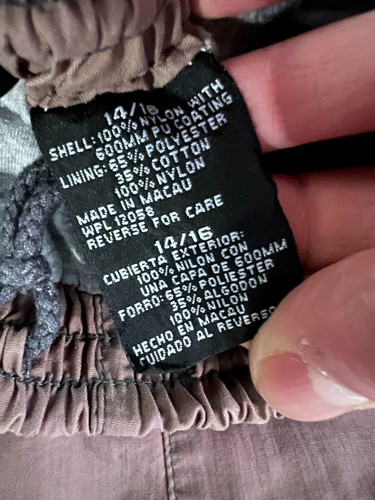 14/16
SHELL:100% NYLON WITH
600MM PU COATING
LINING:65% POLYESTER
35% COTTON
100% NYLON
MADE IN MACAU
WPL 12058
REVERSE FOR CARE
14/16
CUBIERTA EXTERIOR:
100% NILON CON
UNA CAPA DE 600MM
FORRO:65% POLIESTER
35% ALGODON
100% NILON
HECHO EN MACAU
CUIDADO AL REVERSO